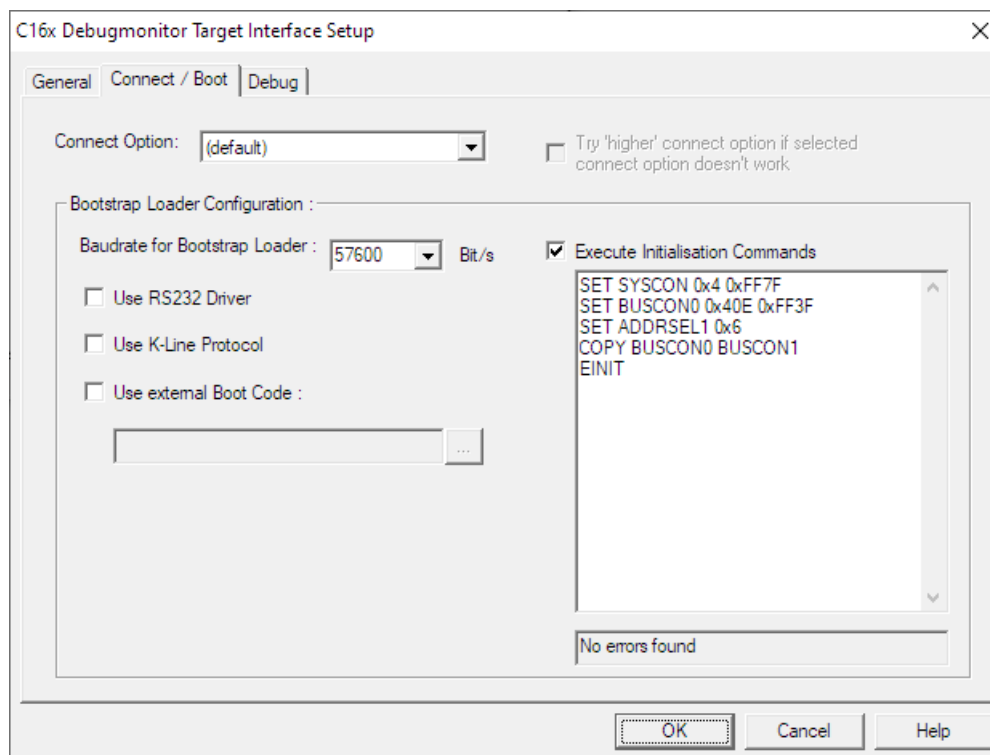 C16x Debugmonitor Target Interface Setup
General
Connect / Boot
Debug
Connect Option:
(default)
Try 'higher' connect option if selected
connect option doesn't work
Bootstrap Loader Configuration :
Baudrate for Bootstrap Loader :
57600
Bit/s
Use RS232 Driver
Use K-Line Protocol
Use external Boot Code :
...
Execute Initialisation Commands
SET SYSCON 0x4 0xFF7F
SET BUSCON0 0x40E 0xFF3F
SET ADDRSEL1 0x6
COPY BUSCON0 BUSCON1
EINIT
No errors found
OK
Cancel
Help